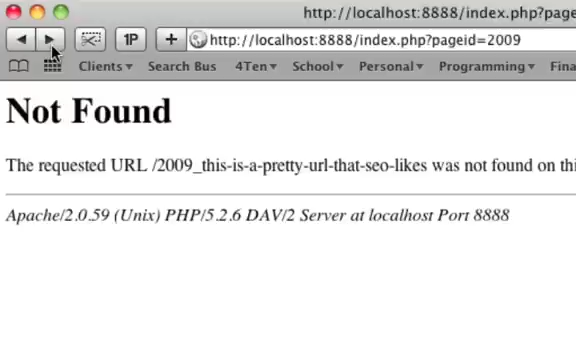 http://localhost:8888/index.php?page
1P
http://localhost:8888/index.php?pageid=2009
Clients Search Bus 4Ten School Personal Programming Fina
Not Found
The requested URL /2009_this-is-a-pretty-url-that-seo-likes was not found on thi
Apache/2.0.59 (Unix) PHP/5.2.6 DAV/2 Server at localhost Port 8888